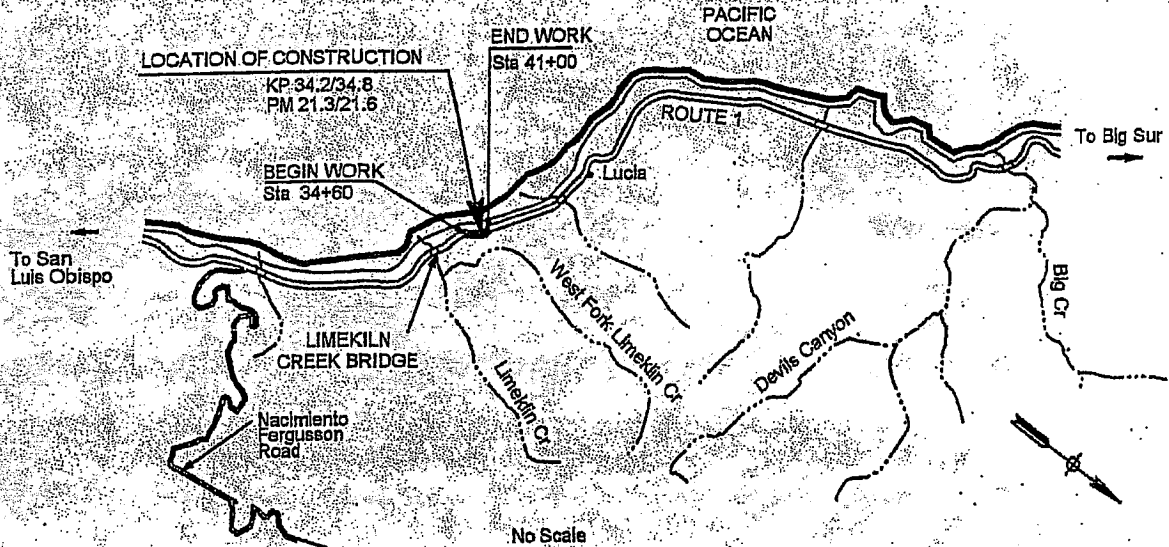 PACIFIC
OCEAN
END WORK
Sta 41+00
LOCATION OF CONSTRUCTION
KP 34.2/34.8
PM 21.3/21.6
ROUTE 1
To Big Sur
BEGIN WORK
Sta 34+60
Lucia
To San
Luis Obispo
LIMEKILN
CREEK BRIDGE
West Fork Limekiln Cr
Big Cr
Devils Canyon
Limekiln Cr
Nacimiento
Fergusson
Road
No Scale